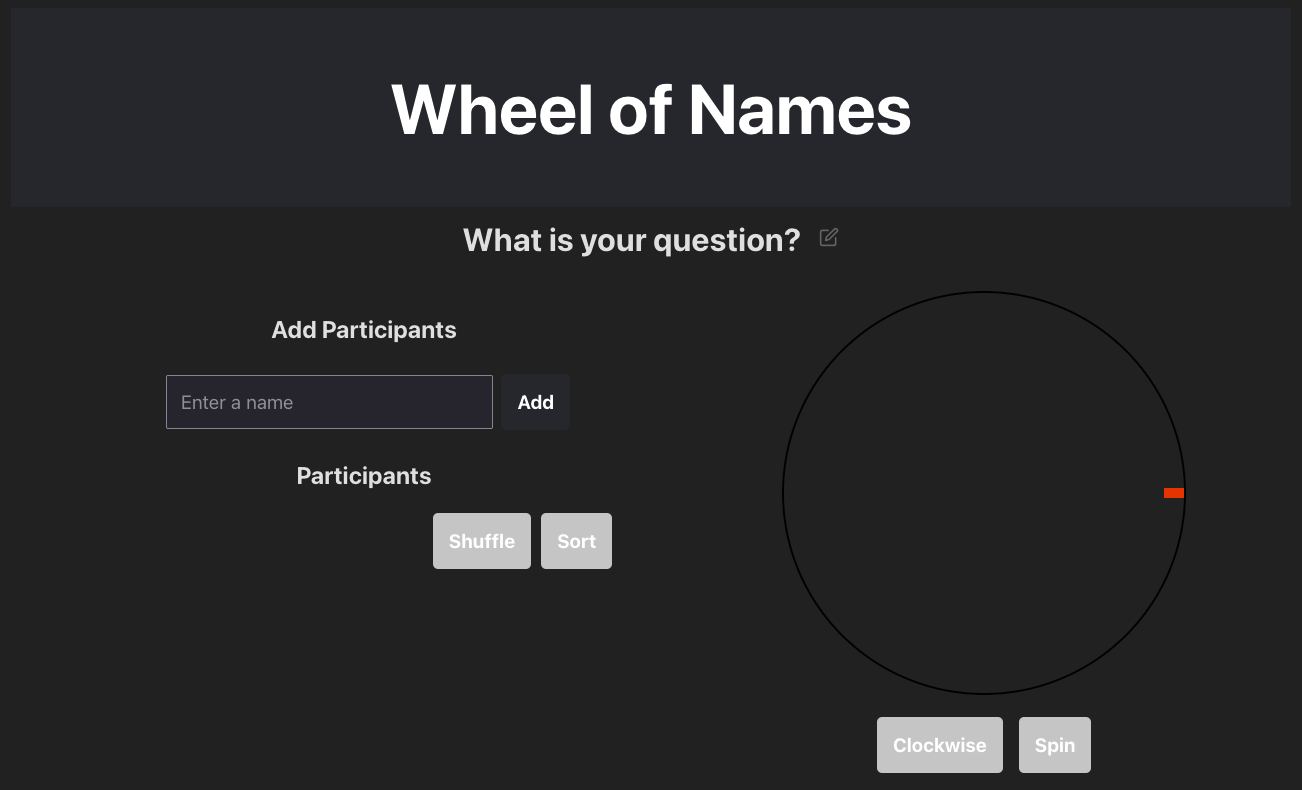 Wheel of Names
What is your question?
Add Participants
Enter a name
Add
Participants
Shuffle
Sort
Clockwise
Spin